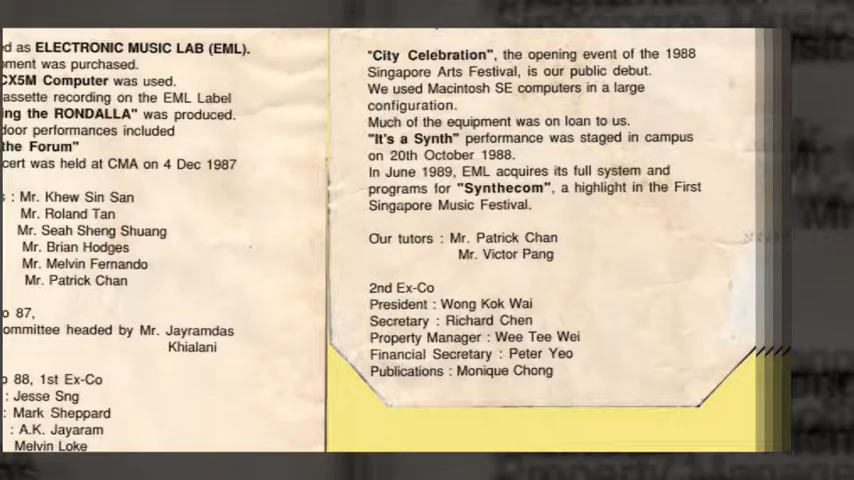 ed as ELECTRONIC MUSIC LAB (EML).
pment was purchased.
CX5M Computer was used.
assette recording on the EML Label
ing the RONDALLA" was produced.
door performances included
the Forum"
cert was held at CMA on 4 Dec 1987
s : Mr. Khew Sin San
Mr. Roland Tan
Mr. Seah Sheng Shuang
Mr. Brian Hodges
Mr. Melvin Fernando
Mr. Patrick Chan
o 87,
ommittee headed by Mr. Jayramdas
Khialani
o 88, 1st Ex-Co
: Jesse Sng
: Mark Sheppard
: A.K. Jayaram
Melvin Loke
"City Celebration", the opening event of the 1988
Singapore Arts Festival, is our public debut.
We used Macintosh SE computers in a large
configuration.
Much of the equipment was on loan to us.
"It's a Synth" performance was staged in campus
on 20th October 1988.
In June 1989, EML acquires its full system and
programs for "Synthecom", a highlight in the First
Singapore Music Festival.
Our tutors : Mr. Patrick Chan
Mr. Victor Pang
2nd Ex-Co
President : Wong Kok Wai
Secretary : Richard Chen
Property Manager : Wee Tee Wei
Financial Secretary : Peter Yeo
Publications : Monique Chong